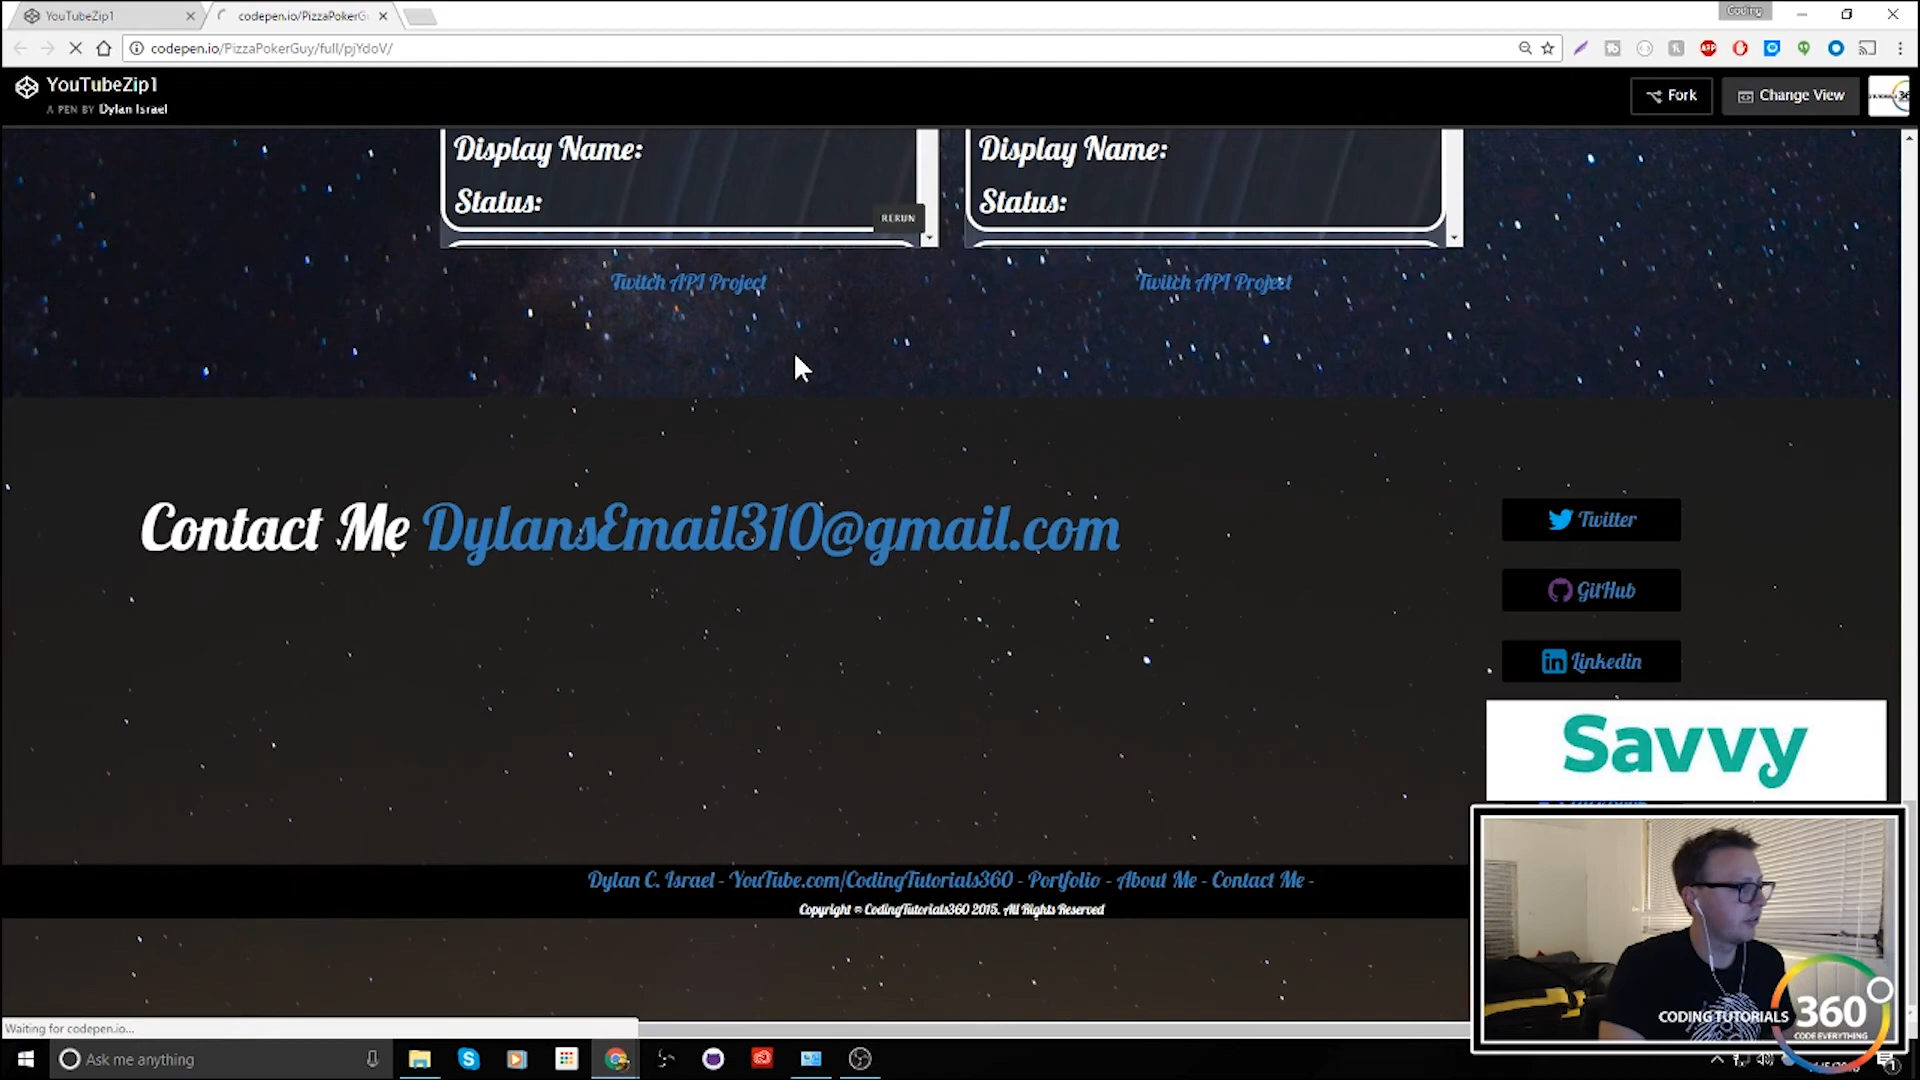 YouTubeZip1
codepen.io/PizzaPokerGu
Coding
codepen.io/PizzaPokerGuy/full/pjYdoV/
YouTubeZip1
A PEN BY Dylan Israel
Fork
Change View
Display Name:
Display Name:
Status:
Status:
RERUN
Twitch API Project
Twitch API Project
Contact Me DylansEmail310@gmail.com
Twitter
GitHub
Linkedin
Savvy
Dylan C. Israel - YouTube.com/CodingTutorials360 - Portfolio - About Me - Contact Me -
Copyright © CodingTutorials360 2015. All Rights Reserved
CODING TUTORIALS 360
CODE EVERYTHING
Waiting for codepen.io...
Ask me anything